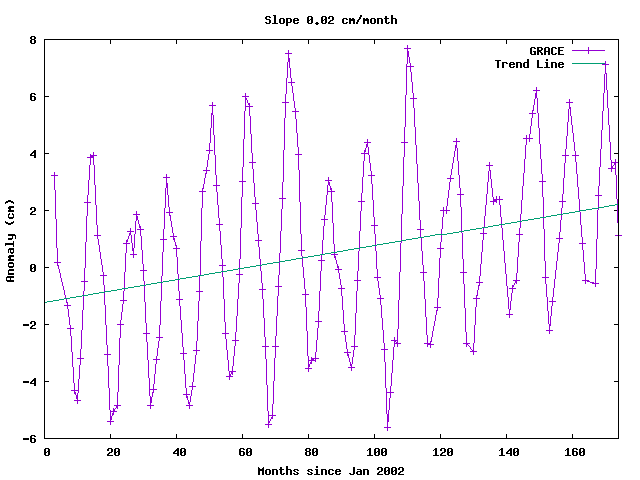 Slope 0.02 cm/month
8
6
4
2
0
-2
-4
-6
Anomaly (cm)
GRACE
Trend Line
0 20 40 60 80 100 120 140 160
Months since Jan 2002